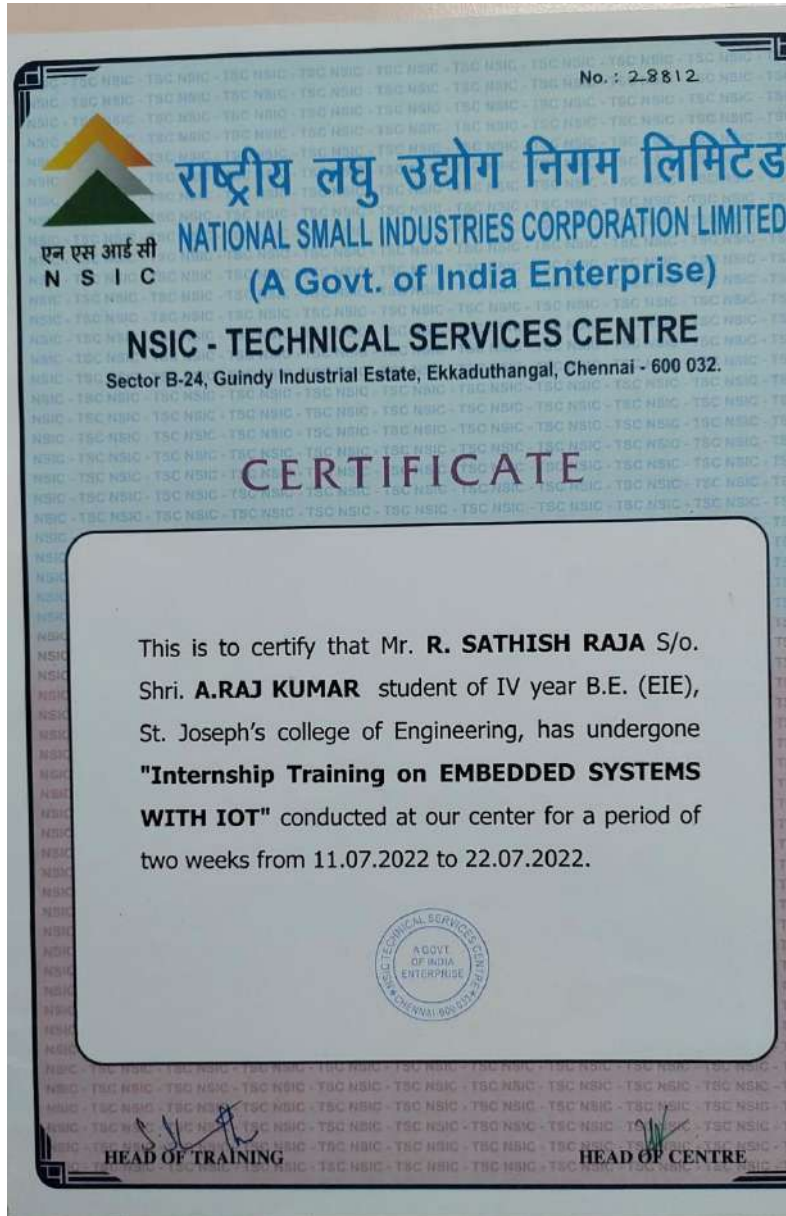 No. : 28812
राष्ट्रीय लघु उद्योग निगम लिमिटेड
एन एस आई सी
N S I C
NATIONAL SMALL INDUSTRIES CORPORATION LIMITED
(A Govt. of India Enterprise)
NSIC - TECHNICAL SERVICES CENTRE
Sector B-24, Guindy Industrial Estate, Ekkaduthangal, Chennai - 600 032.
CERTIFICATE
This is to certify that Mr. R. SATHISH RAJA S/o.
Shri. A.RAJ KUMAR student of IV year B.E. (EIE),
St. Joseph's college of Engineering, has undergone
"Internship Training on EMBEDDED SYSTEMS
WITH IOT" conducted at our center for a period of
two weeks from 11.07.2022 to 22.07.2022.
NSIC TECHNICAL SERVICES CENTRE
A GOVT.
OF INDIA
ENTERPRISE
HEAD OF TRAINING
HEAD OF CENTRE